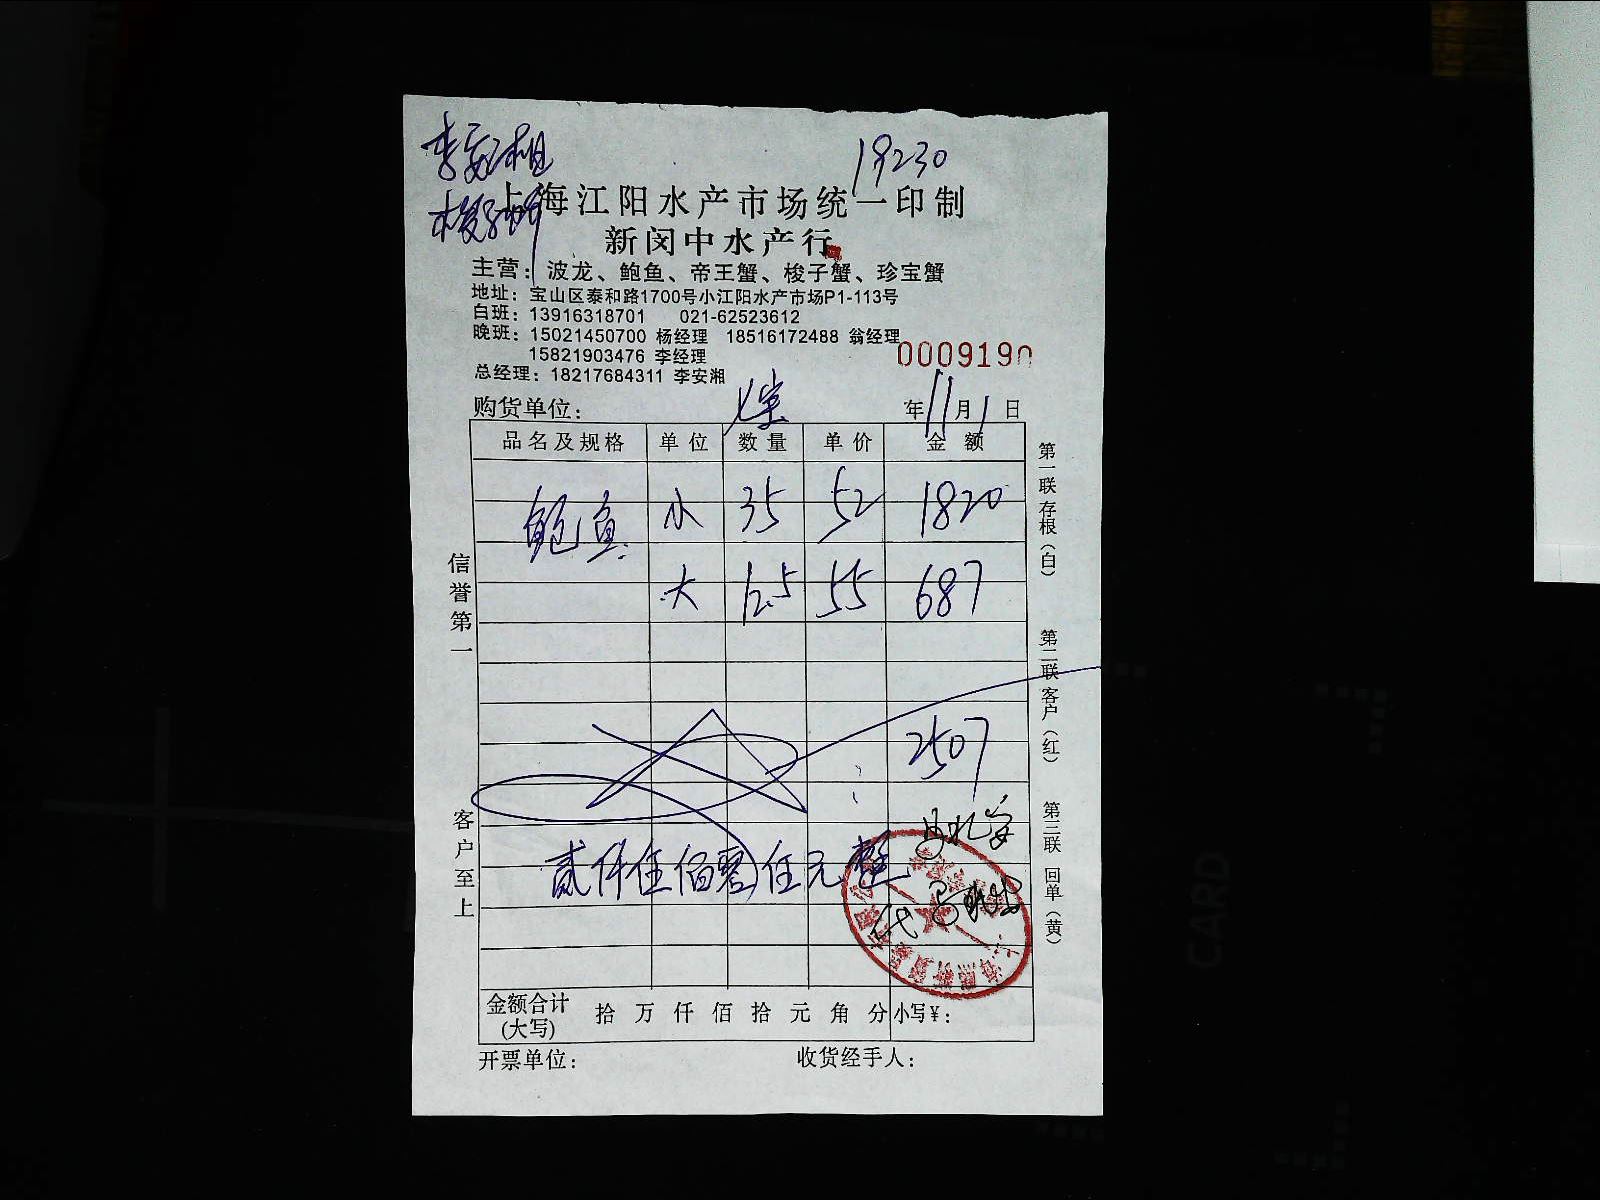 19230
上海江阳水产市场统一印制
新闵中水产行
主营：波龙、鲍鱼、帝王蟹、梭子蟹、珍宝蟹
地址：宝山区泰和路1700号小江阳水产市场P1-113号
白班：13916318701 021-62523612
晚班：15021450700 杨经理 18516172488 翁经理
15821903476 李经理
0009190
总经理：18217684311 李安湘
购货单位： 七宝 年11月1日
品名及规格 单位 数量 单价 金额
鲍鱼 小 35 52 1820
大 12.5 55 687
2507
贰仟伍佰零柒元整
金额合计(大写) 拾 万 仟 佰 拾 元 角 分 小写¥：
开票单位： 收货经手人：
信誉第一
客户至上
第一联 存根（白）
第二联 客户（红）
第三联 回单（黄）